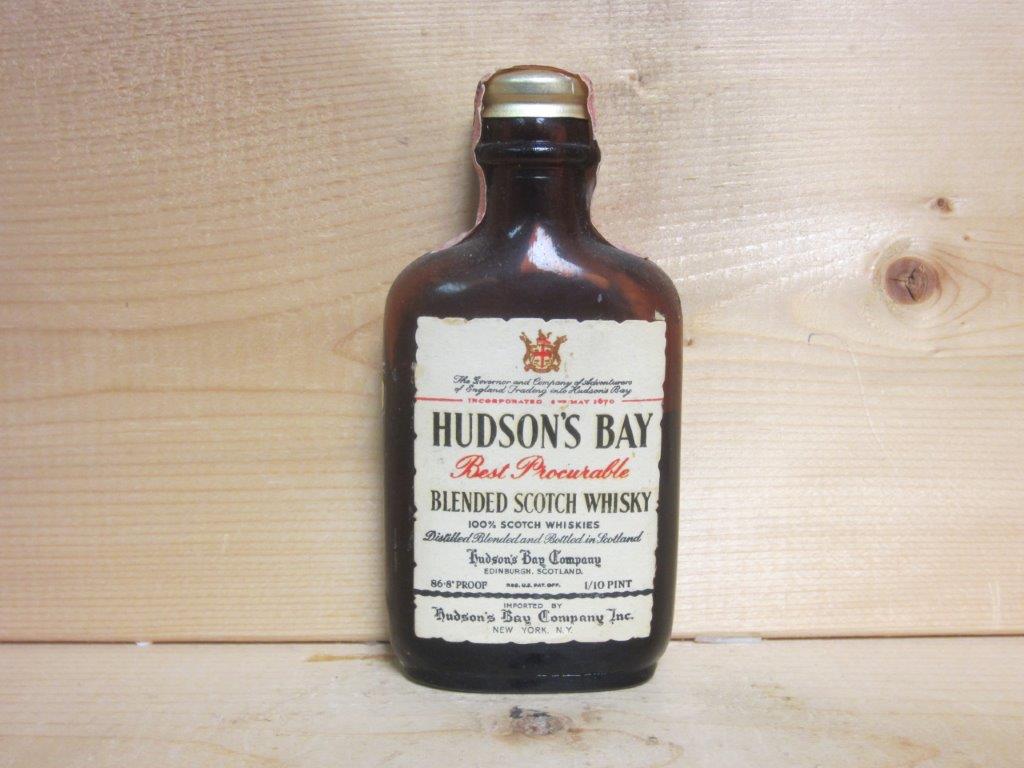 The Governor and Company of Adventurers
of England Trading into Hudson's Bay
INCORPORATED 2ND MAY 1670
HUDSON'S BAY
Best Procurable
BLENDED SCOTCH WHISKY
100% SCOTCH WHISKIES
Distilled Blended and Bottled in Scotland
Hudson's Bay Company
EDINBURGH, SCOTLAND.
86·8° PROOF REG. U.S. PAT. OFF. 1/10 PINT
IMPORTED BY
Hudson's Bay Company Inc.
NEW YORK, N.Y.